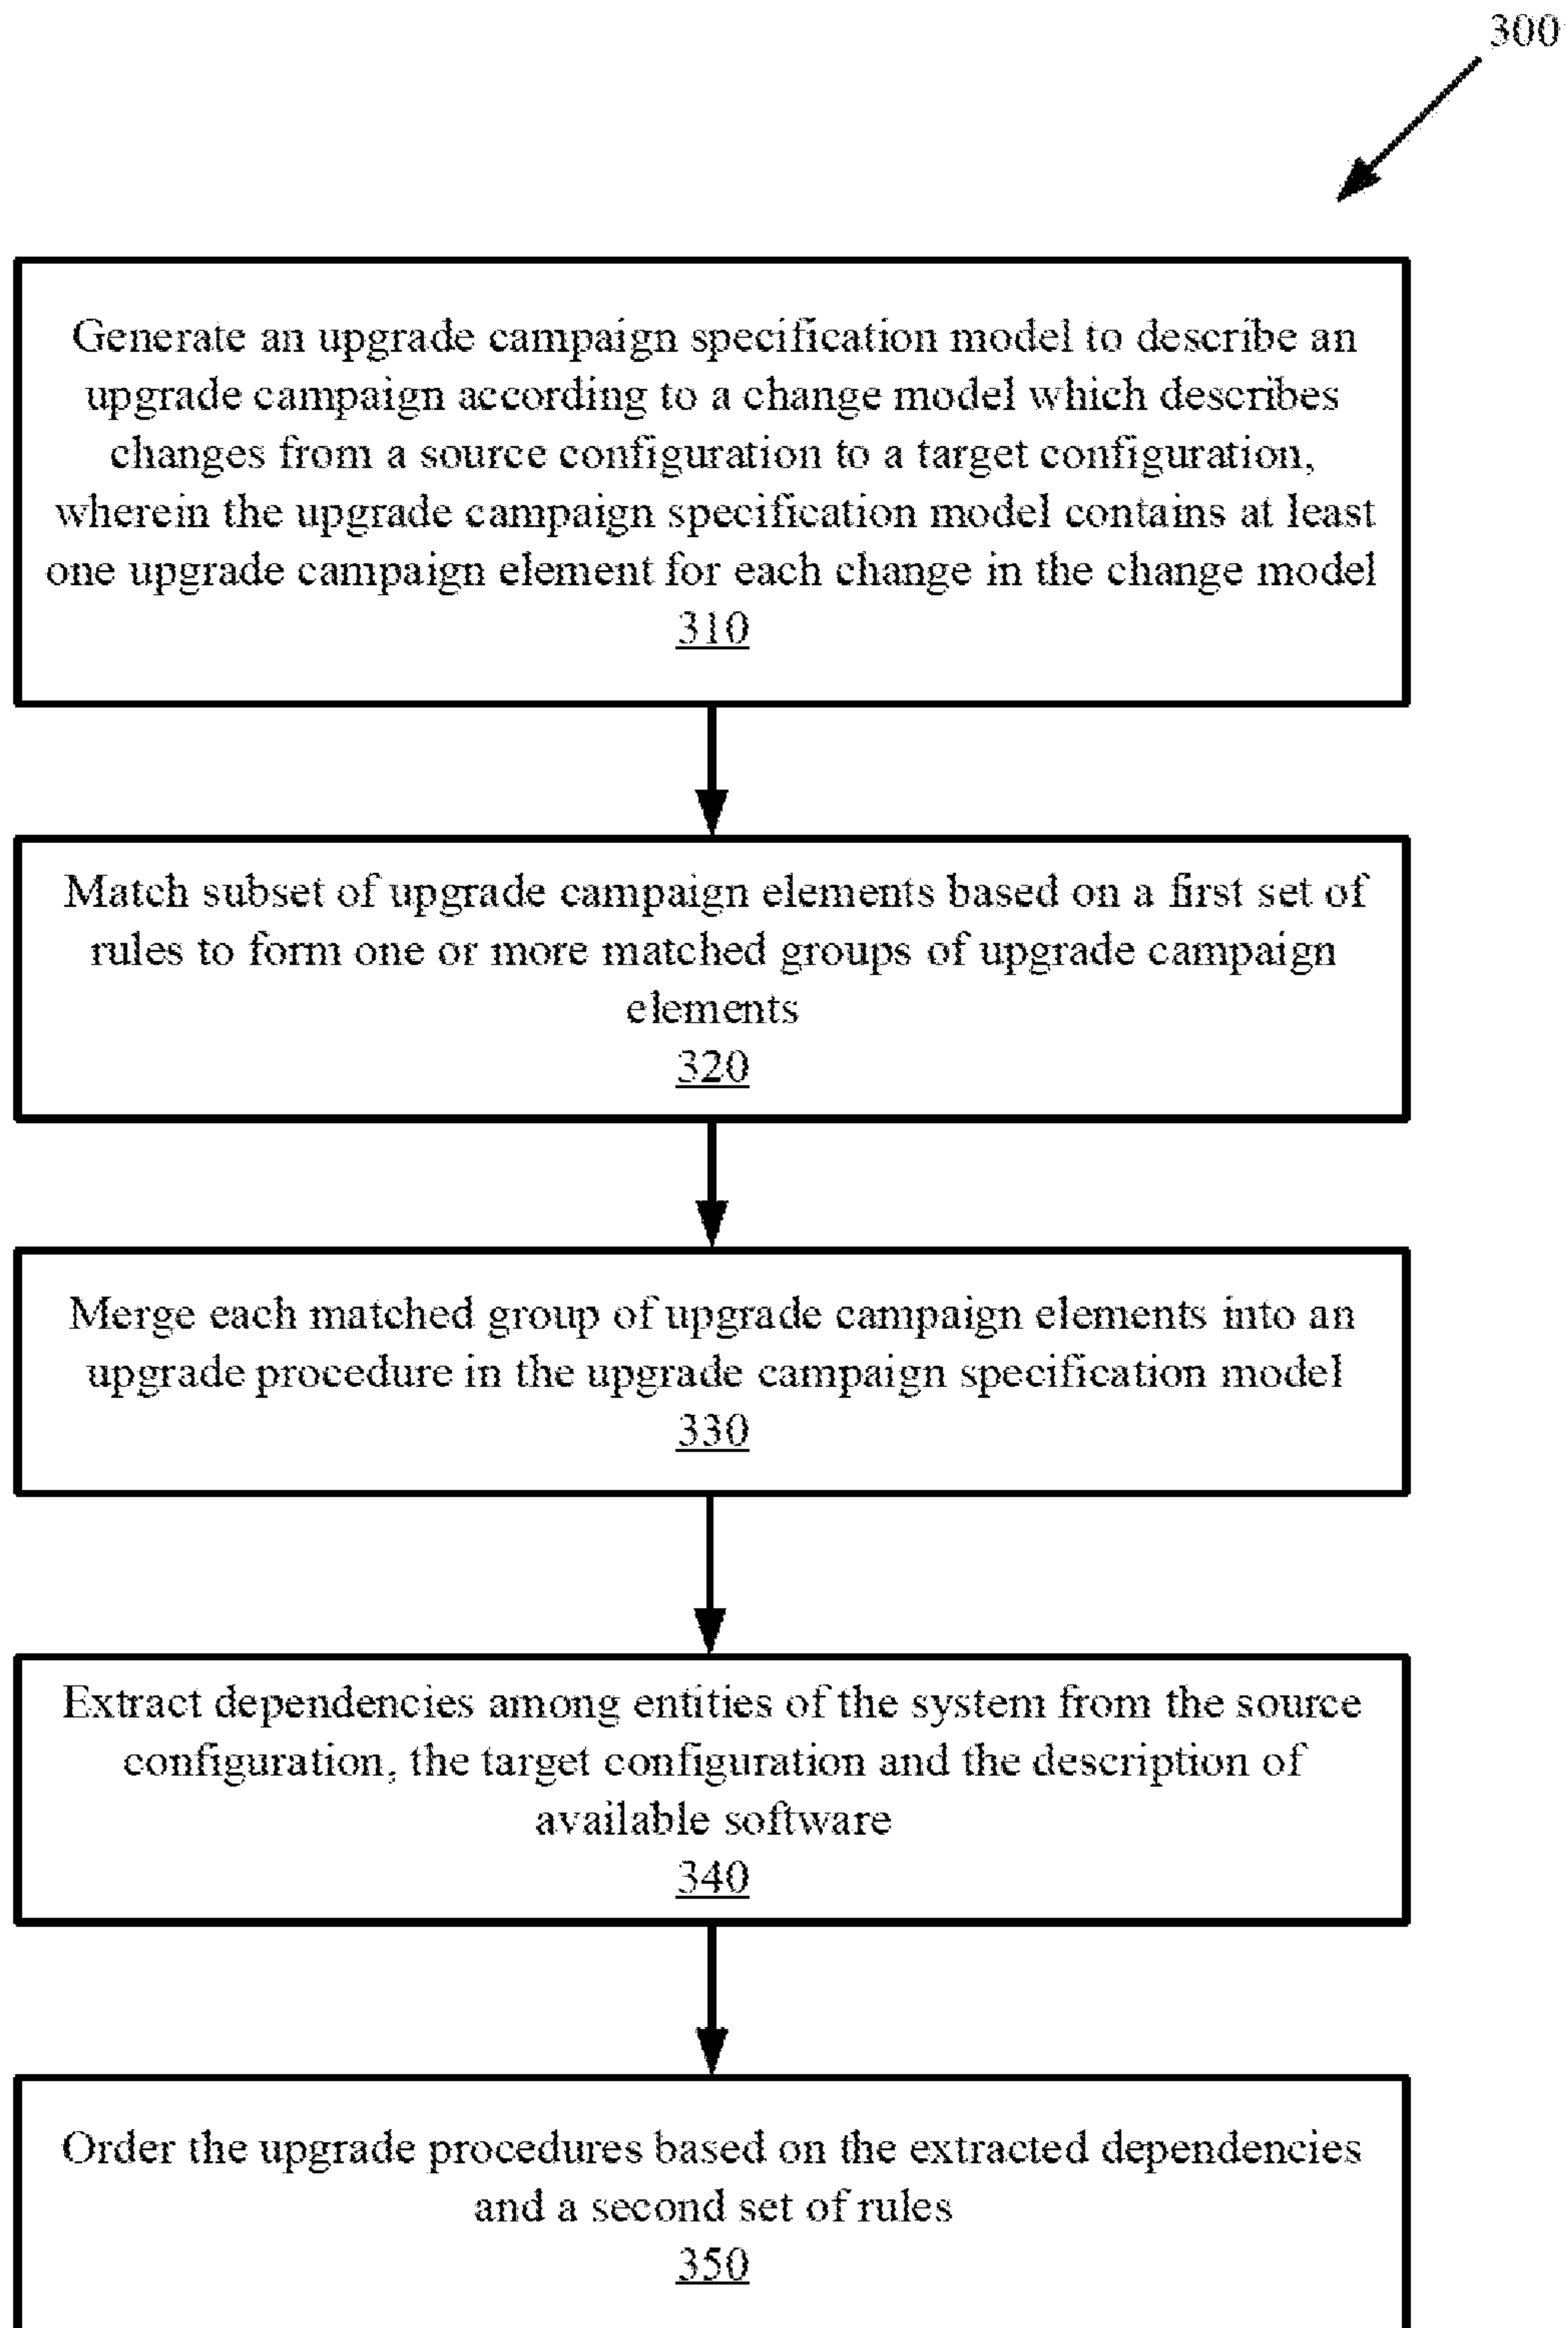 300
Generate an upgrade campaign specification model to describe an
upgrade campaign according to a change model which describes
changes from a source configuration to a target configuration,
wherein the upgrade campaign specification model contains at least
one upgrade campaign element for each change in the change model
310
Match subset of upgrade campaign elements based on a first set of
rules to form one or more matched groups of upgrade campaign
elements
320
Merge each matched group of upgrade campaign elements into an
upgrade procedure in the upgrade campaign specification model
330
Extract dependencies among entities of the system from the source
configuration, the target configuration and the description of
available software
340
Order the upgrade procedures based on the extracted dependencies
and a second set of rules
350